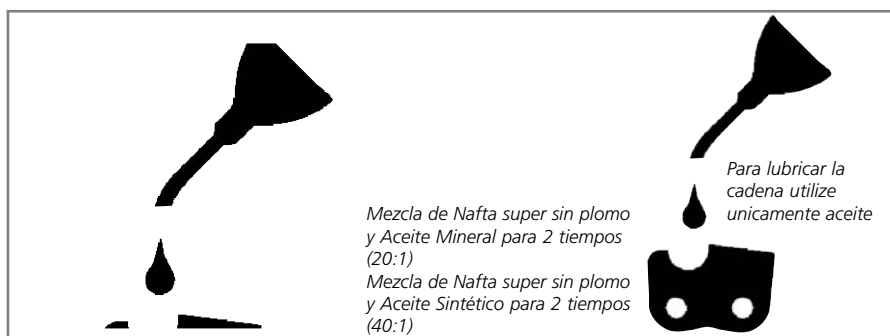 Mezcla de Nafta super sin plomo
y Aceite Mineral para 2 tiempos
(20:1)
Mezcla de Nafta super sin plomo
y Aceite Sintético para 2 tiempos
(40:1)
Para lubricar la
cadena utilize
unicamente aceite